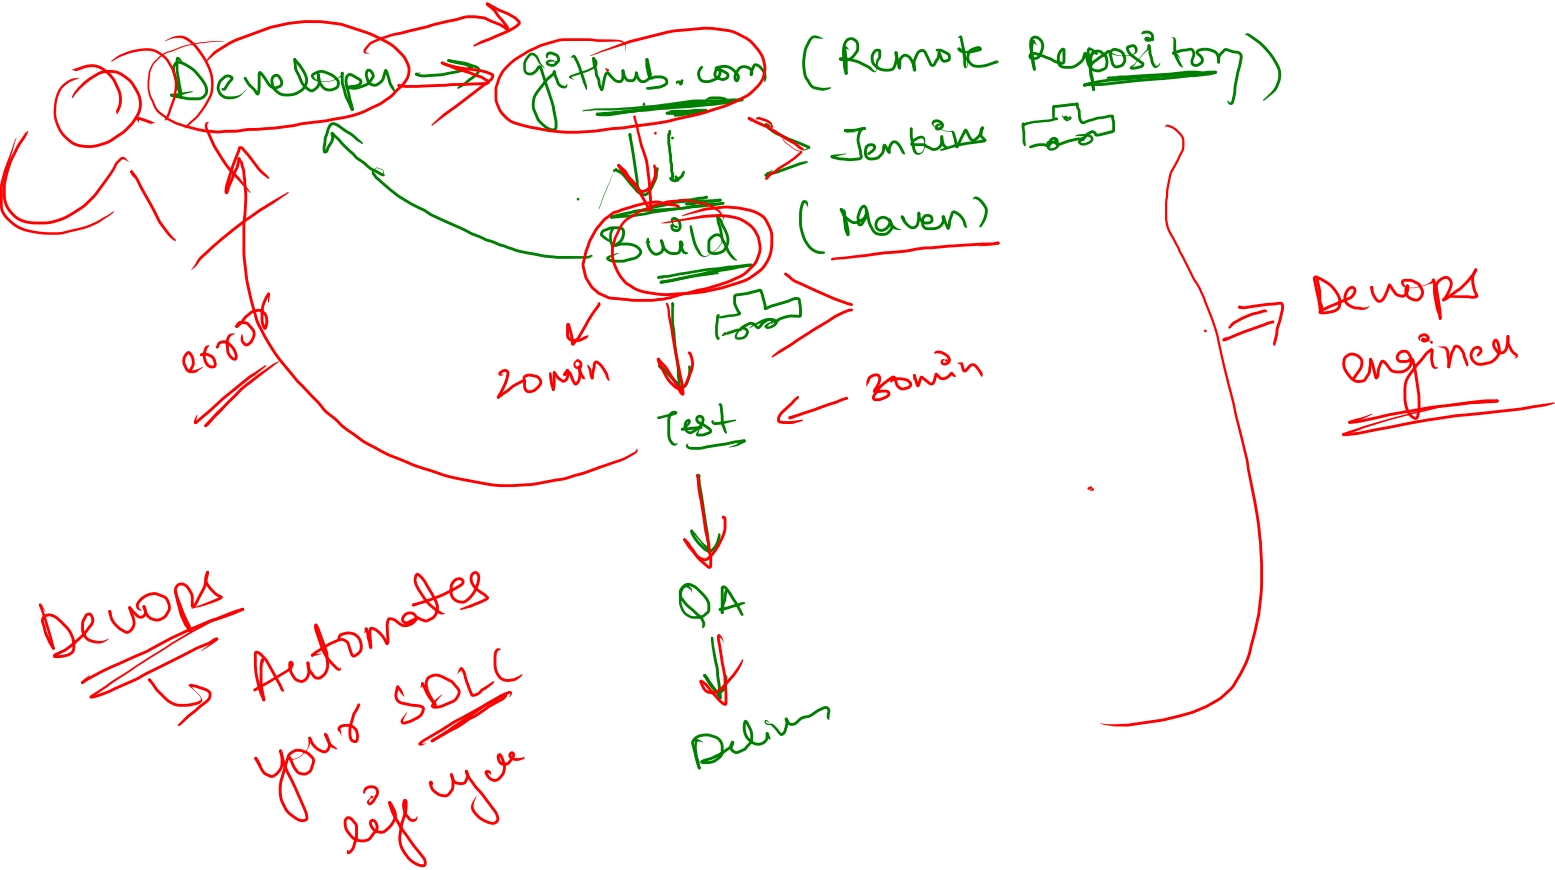 Developer github.com (Remote Repository)
Jenkins
Build (Maven)
Devops
engineer
error
20min
30min
Test
QA
Devops
Automates
your SDLC
life cycle